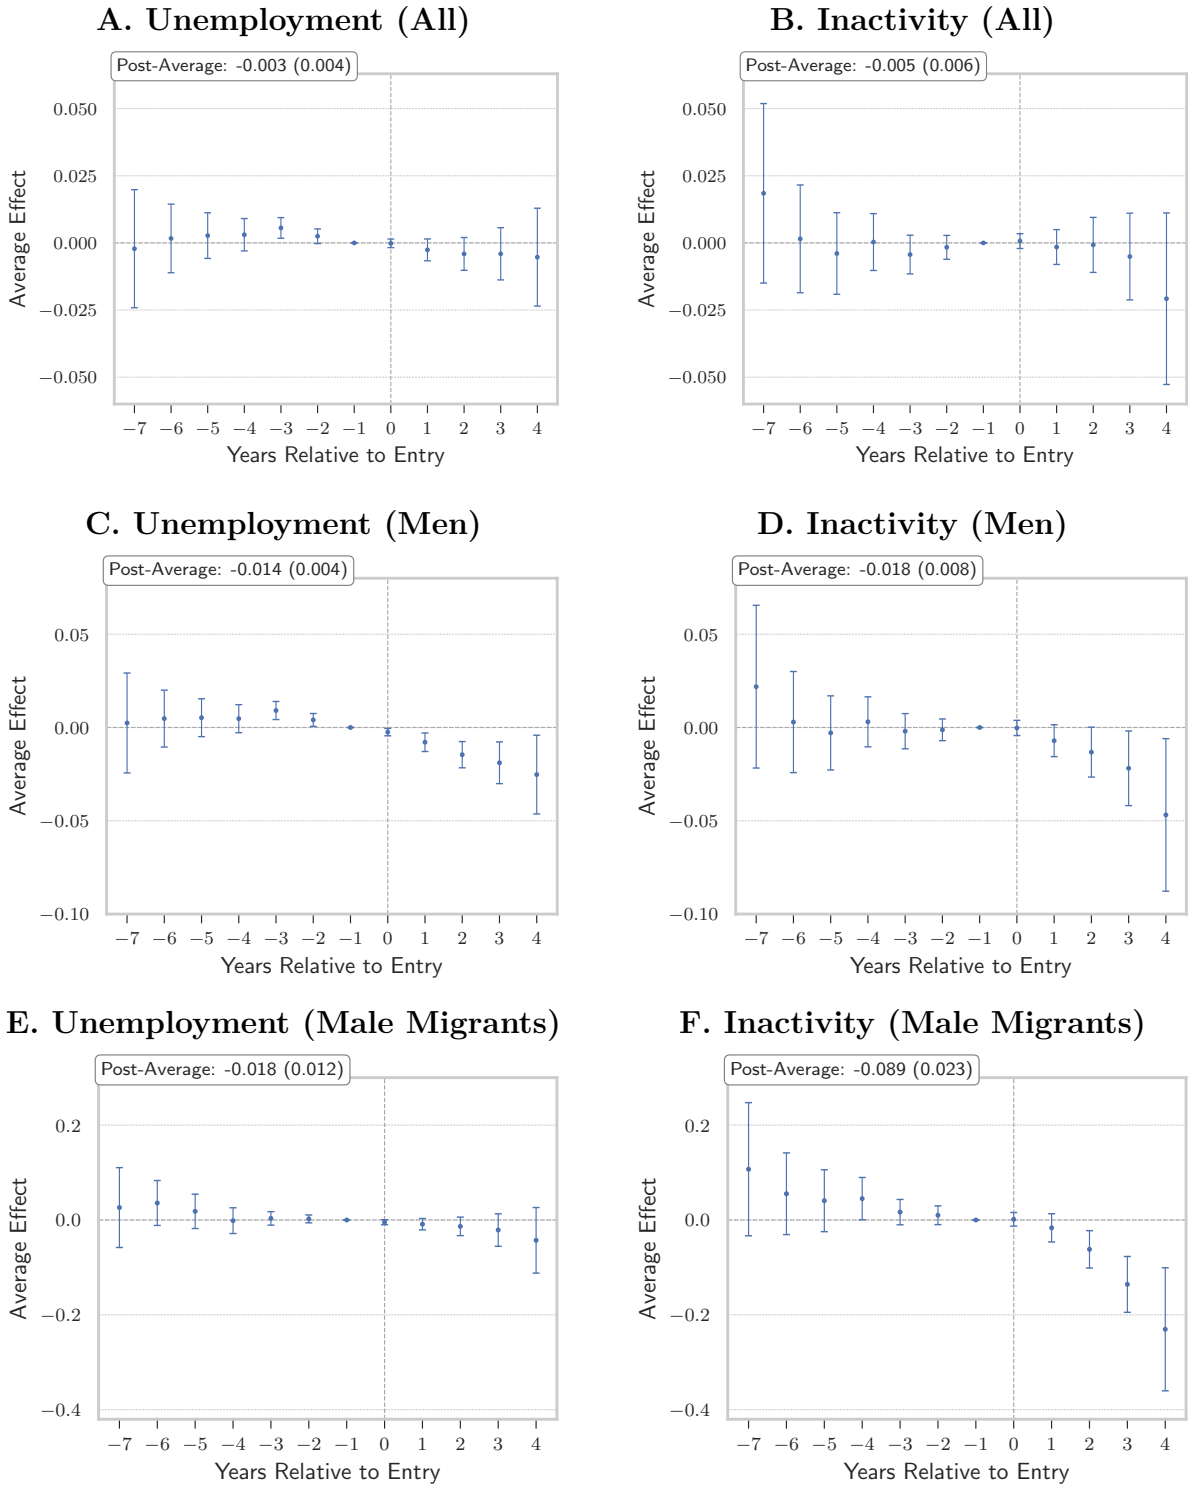 A. Unemployment (All)
Post-Average: -0.003 (0.004)
0.050
0.025
0.000
−0.025
−0.050
Average Effect
−7 −6 −5 −4 −3 −2 −1 0 1 2 3 4
Years Relative to Entry
B. Inactivity (All)
Post-Average: -0.005 (0.006)
0.050
0.025
0.000
−0.025
−0.050
Average Effect
−7 −6 −5 −4 −3 −2 −1 0 1 2 3 4
Years Relative to Entry
C. Unemployment (Men)
Post-Average: -0.014 (0.004)
0.05
0.00
−0.05
−0.10
Average Effect
−7 −6 −5 −4 −3 −2 −1 0 1 2 3 4
Years Relative to Entry
D. Inactivity (Men)
Post-Average: -0.018 (0.008)
0.05
0.00
−0.05
−0.10
Average Effect
−7 −6 −5 −4 −3 −2 −1 0 1 2 3 4
Years Relative to Entry
E. Unemployment (Male Migrants)
Post-Average: -0.018 (0.012)
0.2
0.0
−0.2
−0.4
Average Effect
−7 −6 −5 −4 −3 −2 −1 0 1 2 3 4
Years Relative to Entry
F. Inactivity (Male Migrants)
Post-Average: -0.089 (0.023)
0.2
0.0
−0.2
−0.4
Average Effect
−7 −6 −5 −4 −3 −2 −1 0 1 2 3 4
Years Relative to Entry